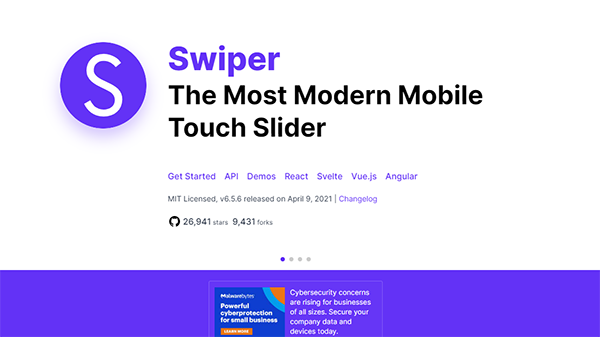 S
Swiper
The Most Modern Mobile
Touch Slider
Get Started API Demos React Svelte Vue.js Angular
MIT Licensed, v6.5.6 released on April 9, 2021 | Changelog
26,941 stars 9,431 forks
Malwarebytes
Powerful
cyberprotection
for small business
LEARN MORE
Cybersecurity concerns
are rising for businesses
of all sizes. Secure your
company data and
devices today.